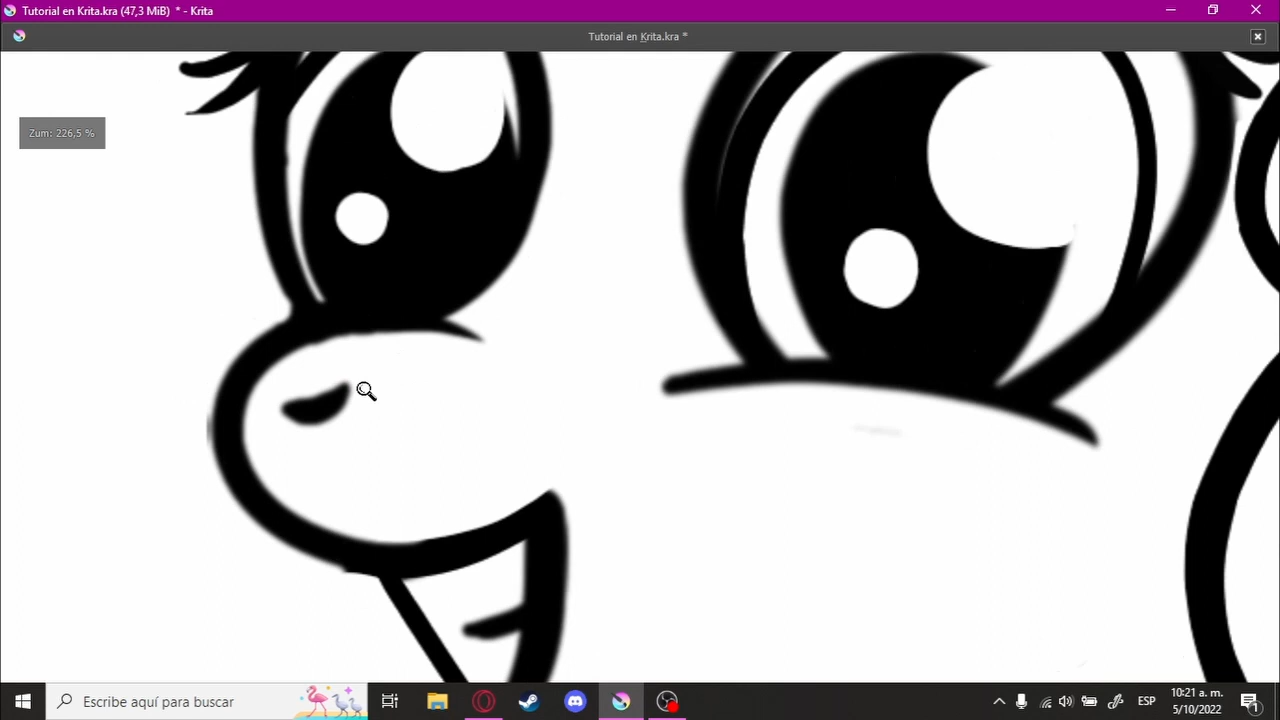 Tutorial en Krita.kra (47,3 MiB) * - Krita
Tutorial en Krita.kra *
Zum: 226,5 %
Escribe aquí para buscar
ESP
10:21 a. m.
5/10/2022
1